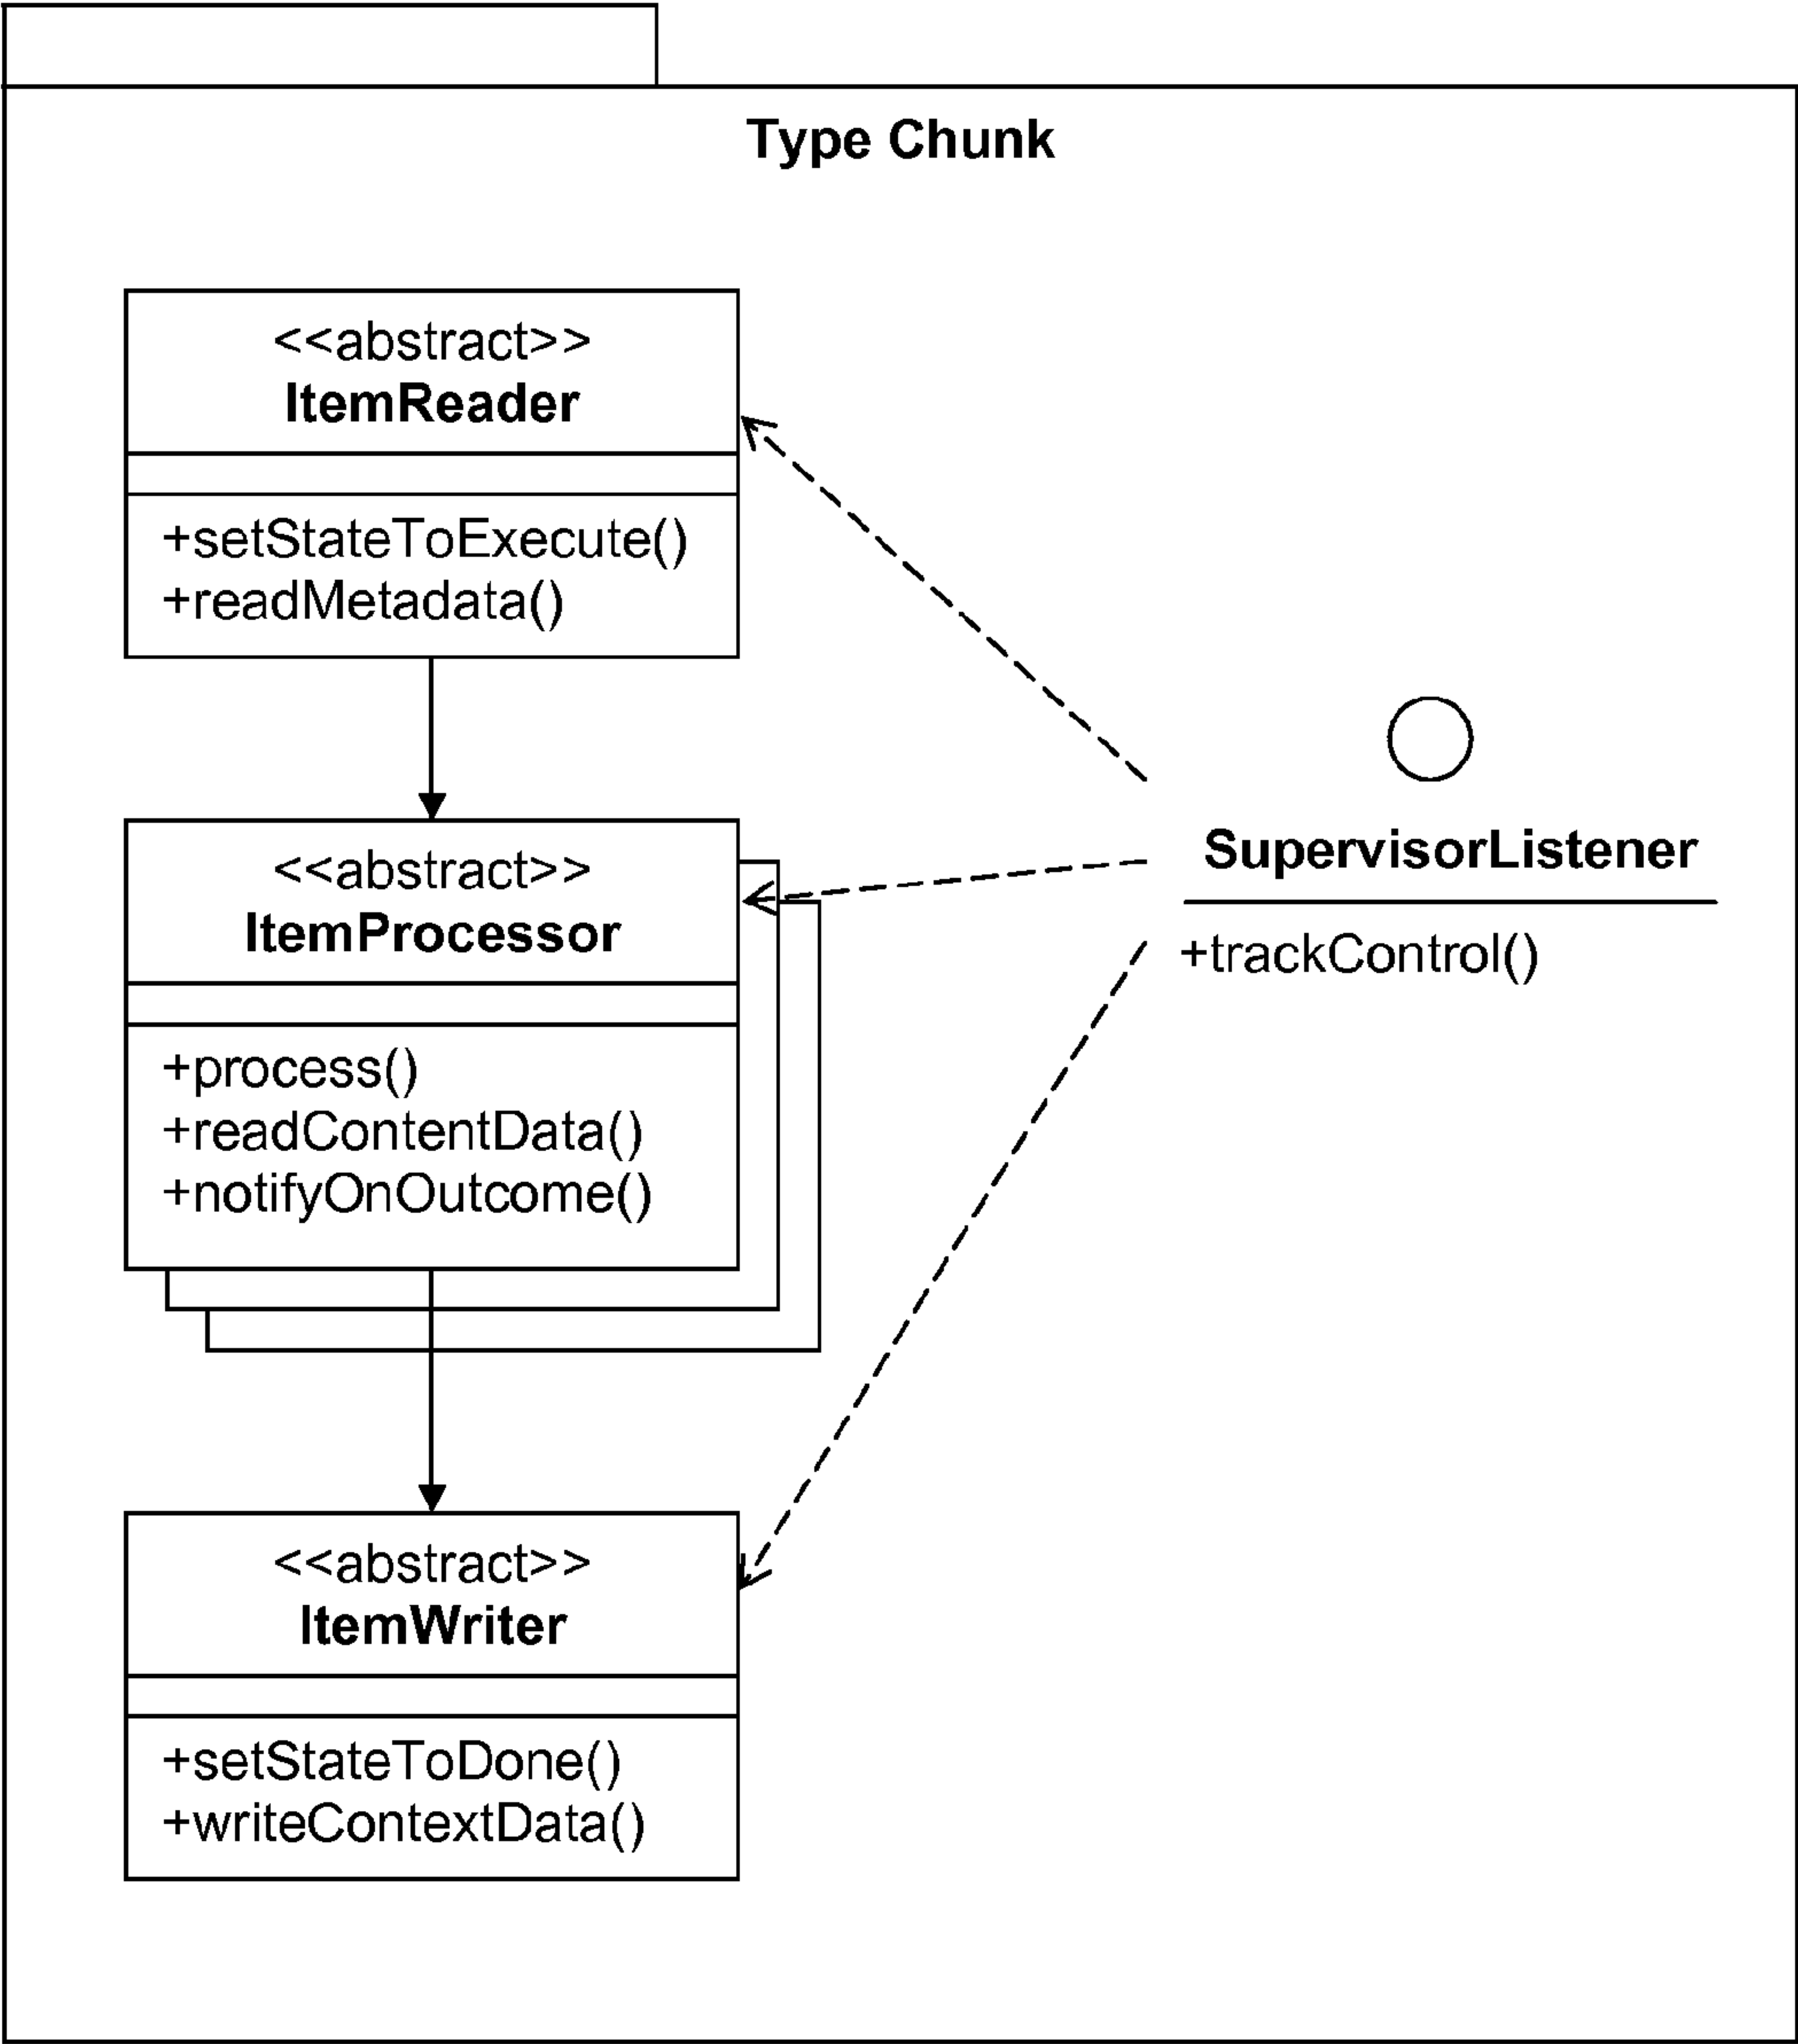 Type Chunk
<<abstract>>
ItemReader
+setStateToExecute()
+readMetadata()
<<abstract>>
ItemProcessor
+process()
+readContentData()
+notifyOnOutcome()
SupervisorListener
+trackControl()
<<abstract>>
ItemWriter
+setStateToDone()
+writeContextData()